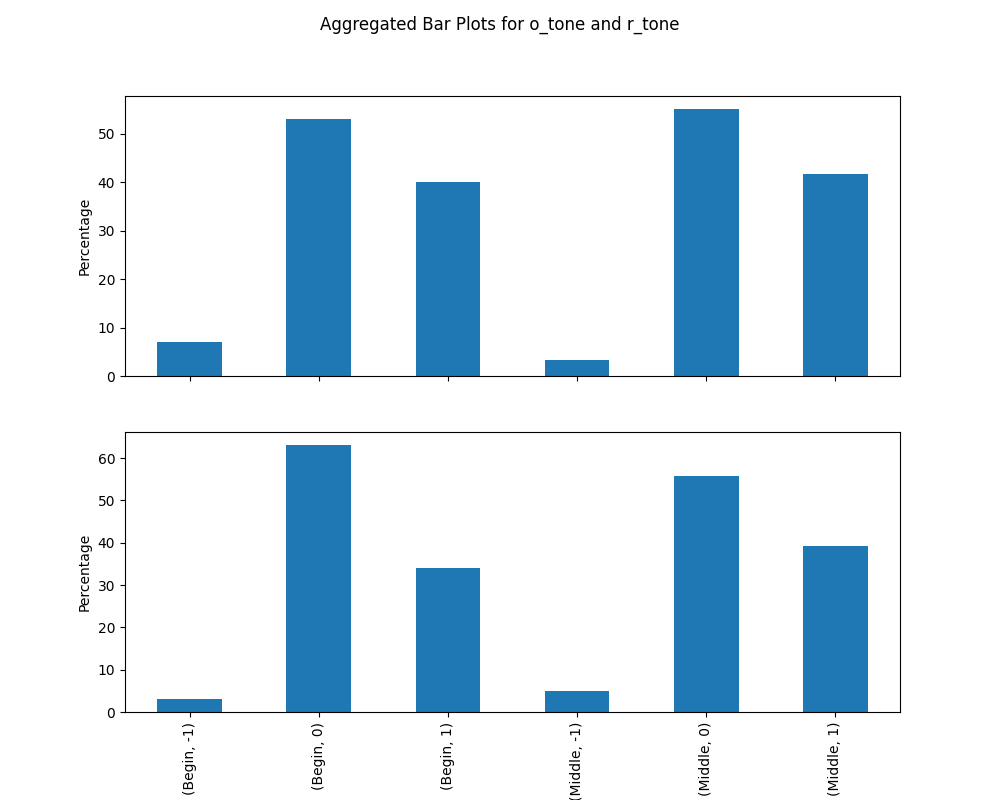 Aggregated Bar Plots for o_tone and r_tone
Percentage
50
40
30
20
10
0
Percentage
60
50
40
30
20
10
0
(Begin, -1)
(Begin, 0)
(Begin, 1)
(Middle, -1)
(Middle, 0)
(Middle, 1)